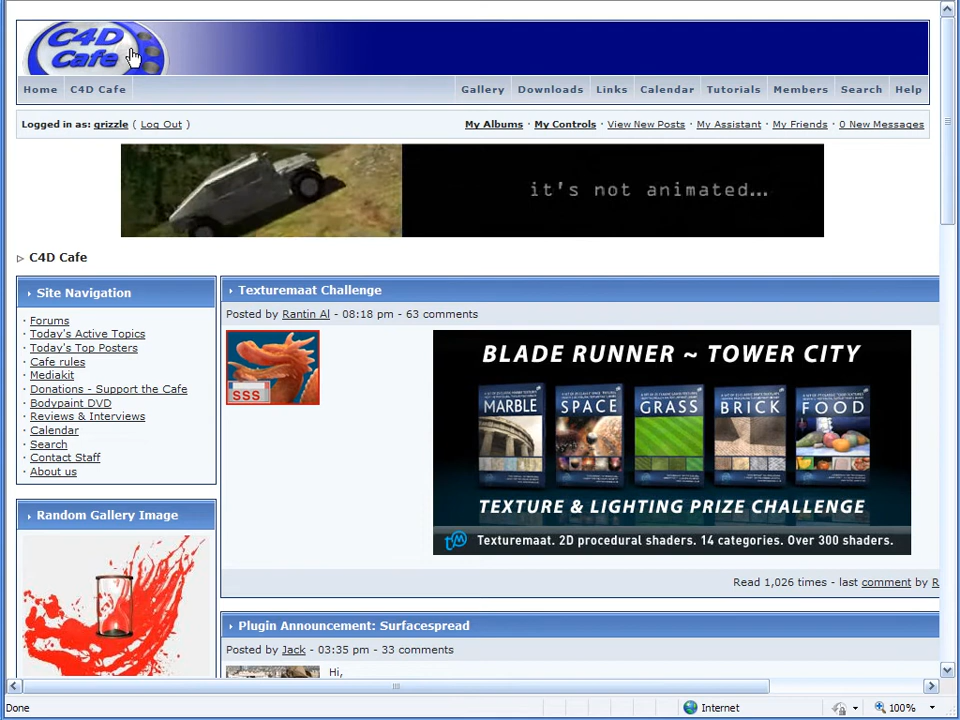 C4D
Cafe
Home C4D Cafe Gallery Downloads Links Calendar Tutorials Members Search Help
Logged in as: grizzle ( Log Out ) My Albums · My Controls · View New Posts · My Assistant · My Friends · 0 New Messages
it's not animated...
C4D Cafe
Site Navigation
· Forums
· Today's Active Topics
· Today's Top Posters
· Cafe rules
· Mediakit
· Donations - Support the Cafe
· Bodypaint DVD
· Reviews & Interviews
· Calendar
· Search
· Contact Staff
· About us
Random Gallery Image
Texturemaat Challenge
Posted by Rantin Al - 08:18 pm - 63 comments
SSS
BLADE RUNNER ~ TOWER CITY
MARBLE SPACE GRASS BRICK FOOD
TEXTURE & LIGHTING PRIZE CHALLENGE
Texturemaat. 2D procedural shaders. 14 categories. Over 300 shaders.
Read 1,026 times - last comment by R
Plugin Announcement: Surfacespread
Posted by Jack - 03:35 pm - 33 comments
Hi,
Done Internet 100%